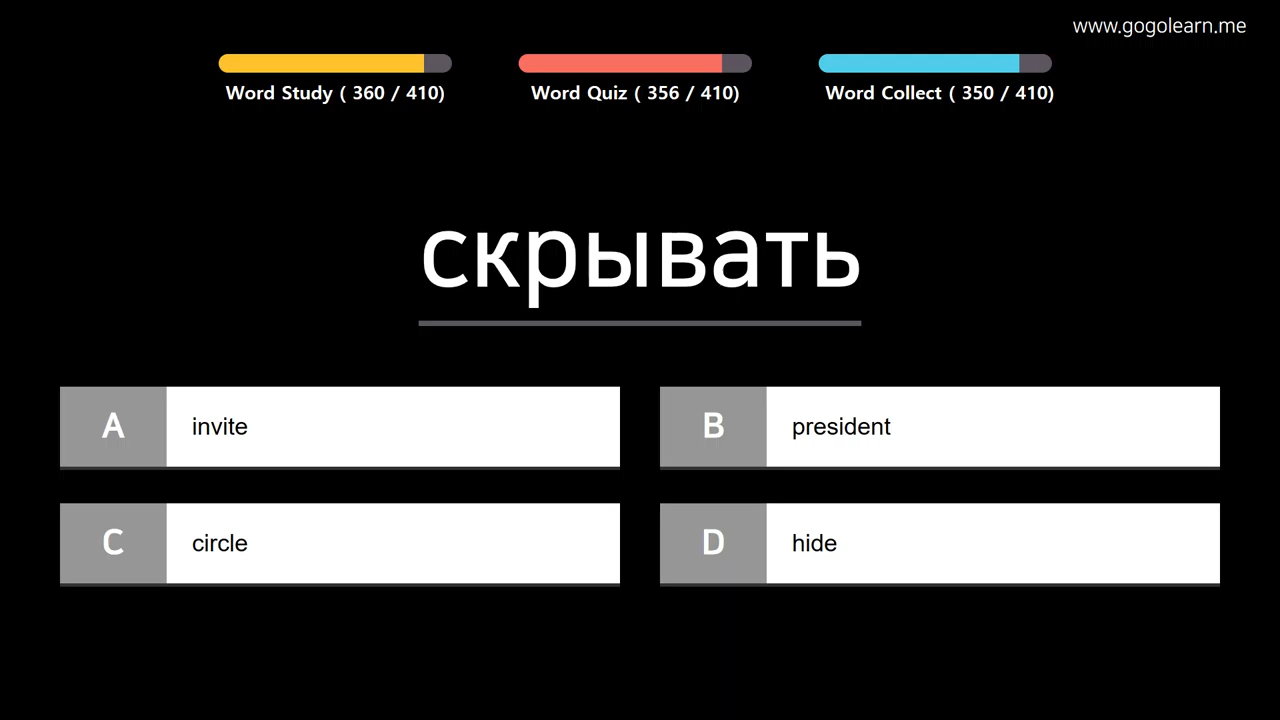 www.gogolearn.me
Word Study ( 360 / 410)
Word Quiz ( 356 / 410)
Word Collect ( 350 / 410)
скрывать
A invite
B president
C circle
D hide